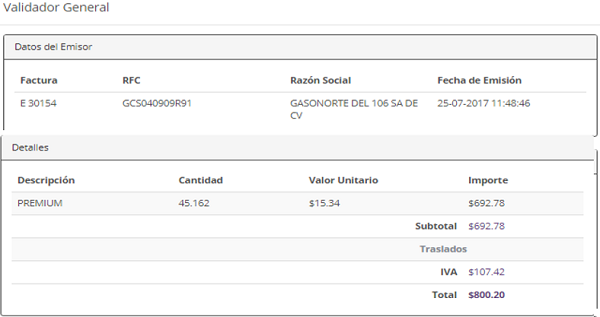 Validador General
Datos del Emisor
Factura RFC Razón Social Fecha de Emisión
E 30154 GCS040909R91 GASONORTE DEL 106 SA DE CV 25-07-2017 11:48:46
Detalles
Descripción Cantidad Valor Unitario Importe
PREMIUM 45.162 $15.34 $692.78
Subtotal $692.78
Traslados
IVA $107.42
Total $800.20